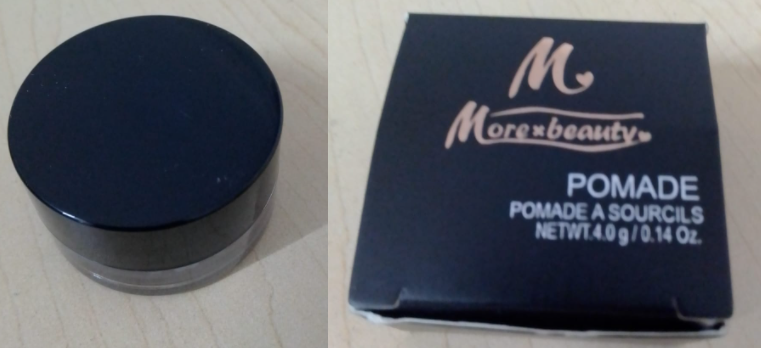 M
More×beauty
POMADE
POMADE A SOURCILS
NETWT.4.0 g / 0.14 Oz.